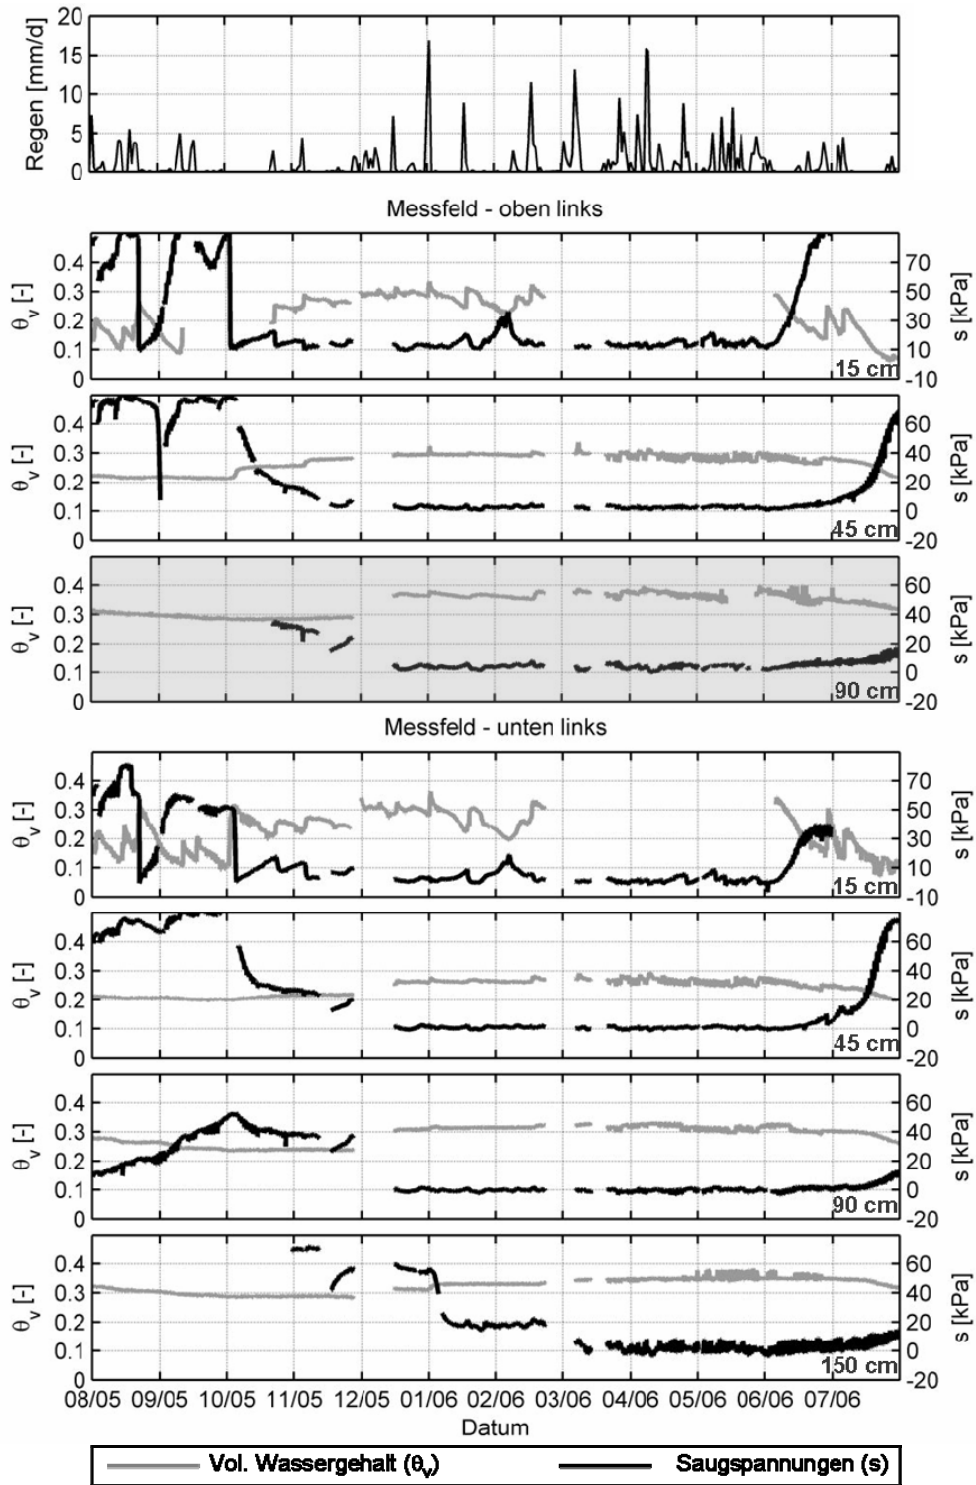 Regen [mm/d]
20
15
10
5
0
Messfeld - oben links
θv [-]
0.4
0.3
0.2
0.1
0
70
50
30
10
-10
s [kPa]
15 cm
θv [-]
0.4
0.3
0.2
0.1
0
60
40
20
0
-20
s [kPa]
45 cm
θv [-]
0.4
0.3
0.2
0.1
0
60
40
20
0
-20
s [kPa]
90 cm
Messfeld - unten links
θv [-]
0.4
0.3
0.2
0.1
0
70
50
30
10
-10
s [kPa]
15 cm
θv [-]
0.4
0.3
0.2
0.1
0
60
40
20
0
-20
s [kPa]
45 cm
θv [-]
0.4
0.3
0.2
0.1
0
60
40
20
0
-20
s [kPa]
90 cm
θv [-]
0.4
0.3
0.2
0.1
0
60
40
20
0
-20
s [kPa]
150 cm
08/05 09/05 10/05 11/05 12/05 01/06 02/06 03/06 04/06 05/06 06/06 07/06
Datum
Vol. Wassergehalt (θv) Saugspannungen (s)